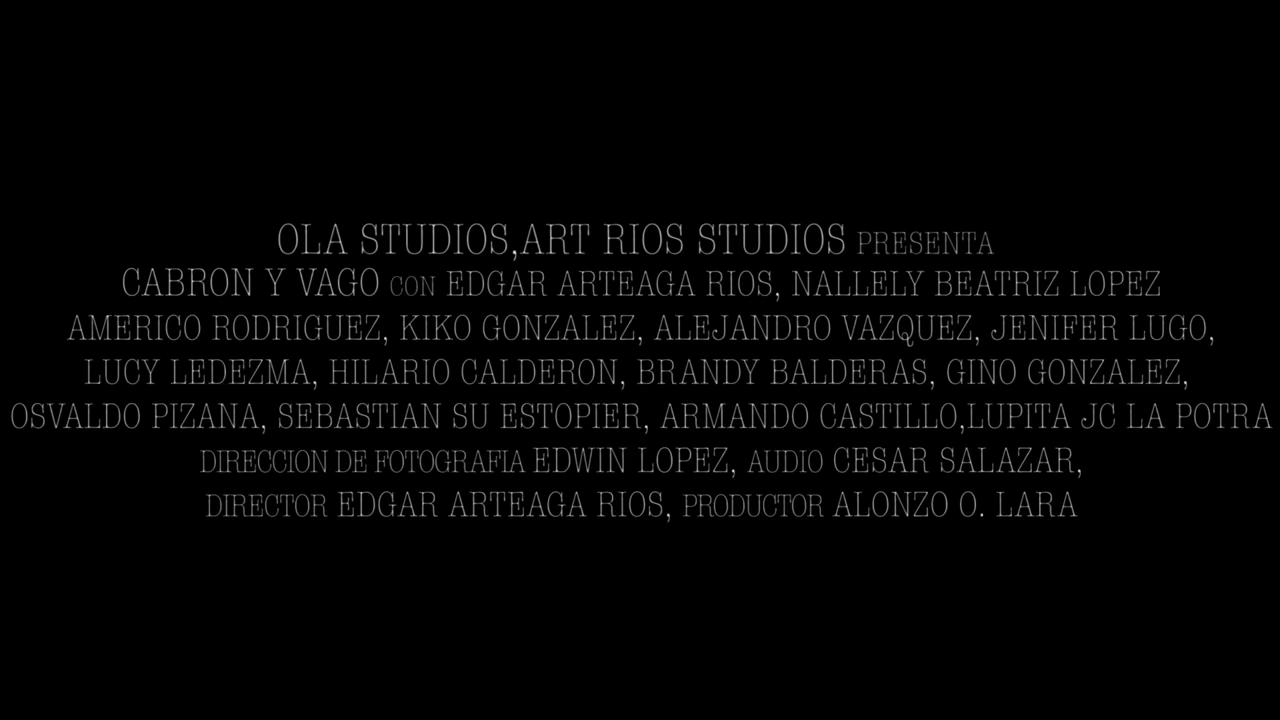 OLA STUDIOS,ART RIOS STUDIOS PRESENTA
CABRON Y VAGO CON EDGAR ARTEAGA RIOS, NALLELY BEATRIZ LOPEZ
AMERICO RODRIGUEZ, KIKO GONZALEZ, ALEJANDRO VAZQUEZ, JENIFER LUGO,
LUCY LEDEZMA, HILARIO CALDERON, BRANDY BALDERAS, GINO GONZALEZ,
OSVALDO PIZANA, SEBASTIAN SU ESTOPIER, ARMANDO CASTILLO,LUPITA JC LA POTRA
DIRECCION DE FOTOGRAFIA EDWIN LOPEZ, AUDIO CESAR SALAZAR,
DIRECTOR EDGAR ARTEAGA RIOS, PRODUCTOR ALONZO O. LARA